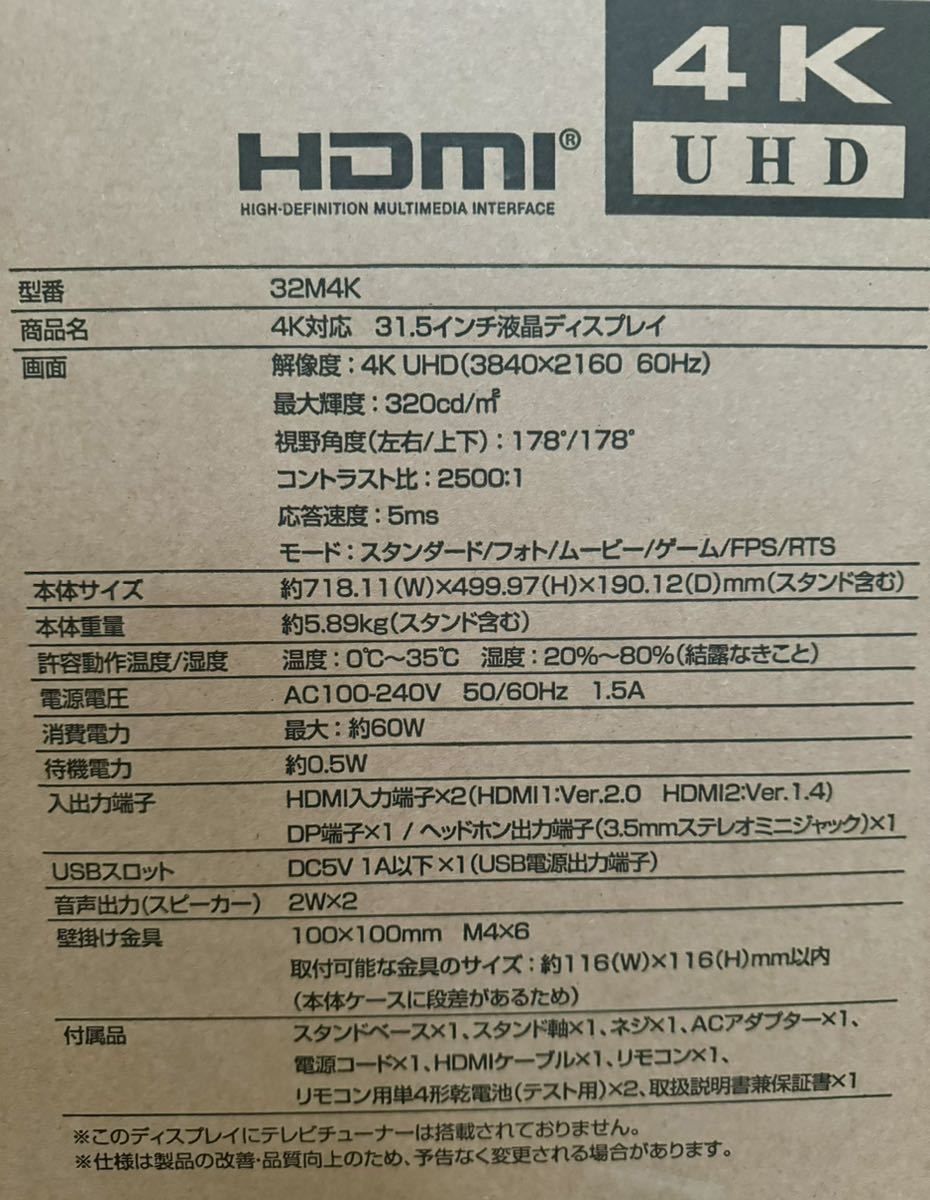 4K
UHD
HDMI®
HIGH-DEFINITION MULTIMEDIA INTERFACE
型番 32M4K
商品名 4K対応 31.5インチ液晶ディスプレイ
画面 解像度：4K UHD(3840×2160 60Hz)
最大輝度：320cd/㎡
視野角度(左右/上下)：178°/178°
コントラスト比：2500:1
応答速度：5ms
モード：スタンダード/フォト/ムービー/ゲーム/FPS/RTS
本体サイズ 約718.11(W)×499.97(H)×190.12(D)mm(スタンド含む)
本体重量 約5.89kg(スタンド含む)
許容動作温度/湿度 温度：0℃～35℃ 湿度：20%～80%(結露なきこと)
電源電圧 AC100-240V 50/60Hz 1.5A
消費電力 最大：約60W
待機電力 約0.5W
入出力端子 HDMI入力端子×2(HDMI1:Ver.2.0 HDMI2:Ver.1.4)
DP端子×1 / ヘッドホン出力端子(3.5mmステレオミニジャック)×1
USBスロット DC5V 1A以下×1(USB電源出力端子)
音声出力(スピーカー) 2W×2
壁掛け金具 100×100mm M4×6
取付可能な金具のサイズ：約116(W)×116(H)mm以内
(本体ケースに段差があるため)
付属品 スタンドベース×1、スタンド軸×1、ネジ×1、ACアダプター×1、
電源コード×1、HDMIケーブル×1、リモコン×1、
リモコン用単4形乾電池(テスト用)×2、取扱説明書兼保証書×1
※このディスプレイにテレビチューナーは搭載されておりません。
※仕様は製品の改善・品質向上のため、予告なく変更される場合があります。